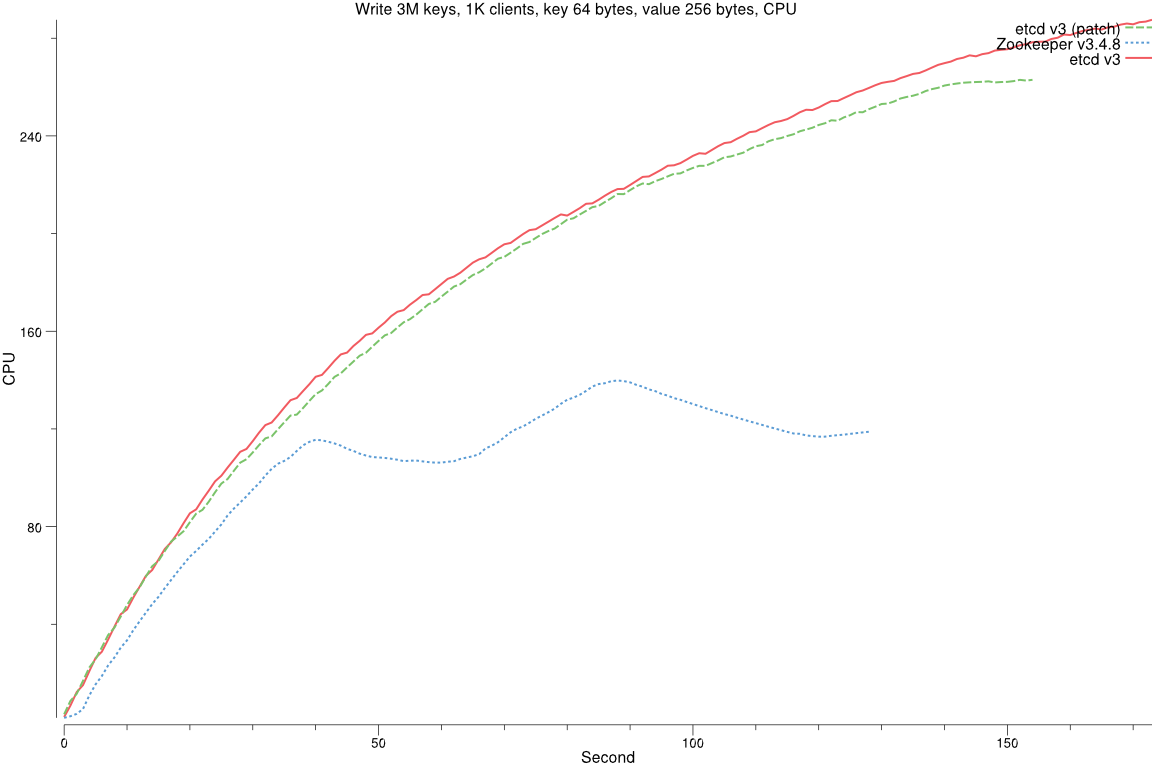 Write 3M keys, 1K clients, key 64 bytes, value 256 bytes, CPU
etcd v3 (patch)
Zookeeper v3.4.8
etcd v3
240
160
80
CPU
0
50
100
150
Second